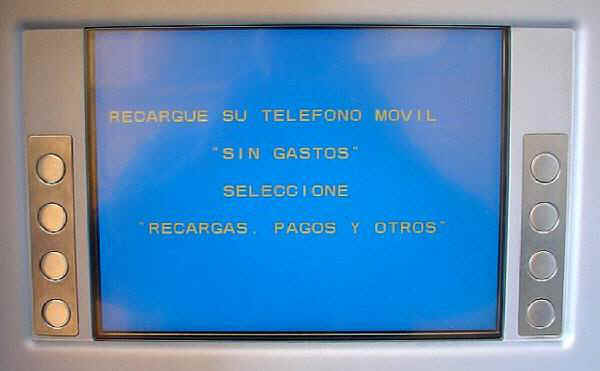 RECARGUE SU TELEFONO MOVIL
"SIN GASTOS"
SELECCIONE
"RECARGAS, PAGOS Y OTROS"